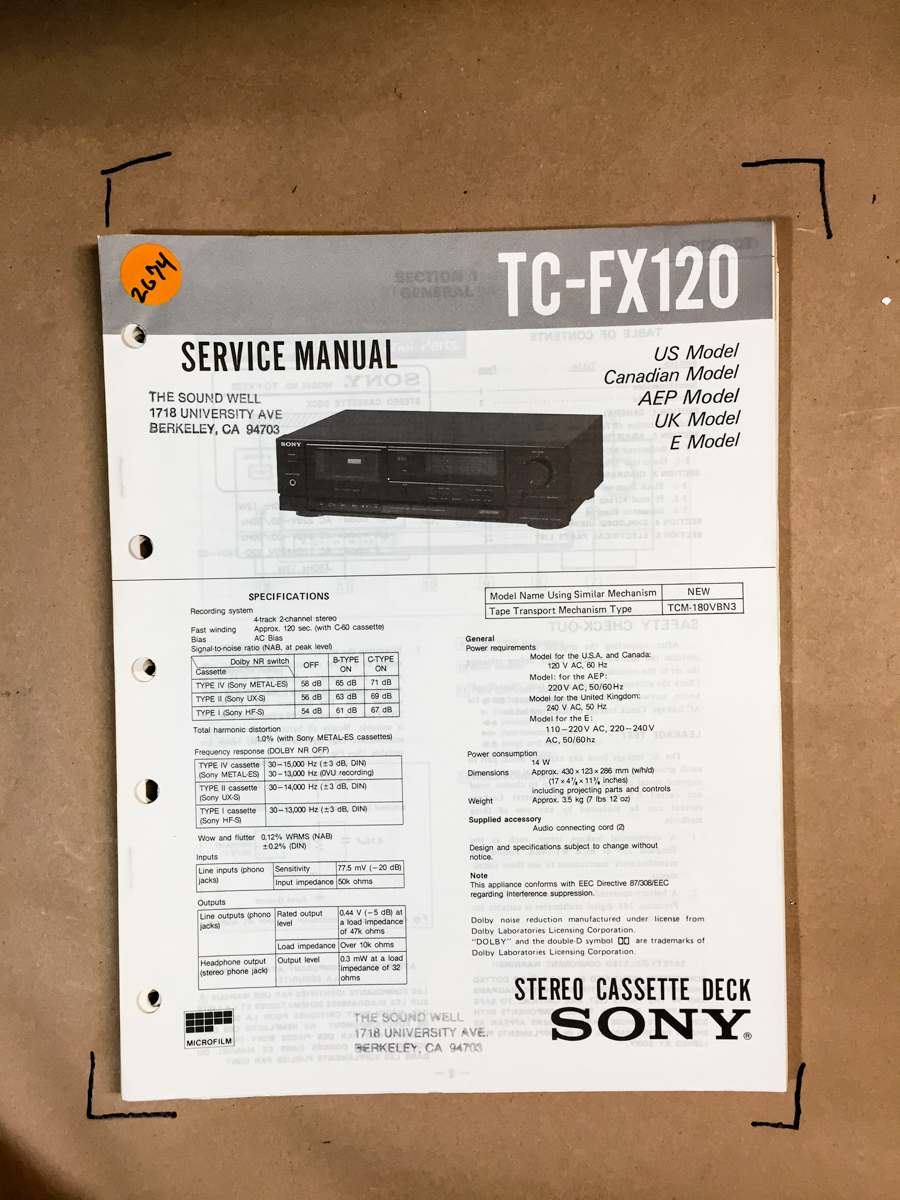 2674
TC-FX120
SERVICE MANUAL
US Model
Canadian Model
AEP Model
UK Model
E Model
THE SOUND WELL
1718 UNIVERSITY AVE
BERKELEY, CA 94703
SONY
SPECIFICATIONS
Recording system
4-track 2-channel stereo
Fast winding Approx. 120 sec. (with C-60 cassette)
Bias AC Bias
Signal-to-noise ratio (NAB, at peak level)
Dolby NR switch OFF B-TYPE ON C-TYPE ON
Cassette
TYPE IV (Sony METAL-ES) 58 dB 65 dB 71 dB
TYPE II (Sony UX-S) 56 dB 63 dB 69 dB
TYPE I (Sony HF-S) 54 dB 61 dB 67 dB
Total harmonic distortion
1.0% (with Sony METAL-ES cassettes)
Frequency response (DOLBY NR OFF)
TYPE IV cassette 30–15,000 Hz (±3 dB, DIN)
(Sony METAL-ES) 30–13,000 Hz (0VU recording)
TYPE II cassette 30–14,000 Hz (±3 dB, DIN)
(Sony UX-S)
TYPE I cassette 30–13,000 Hz (±3 dB, DIN)
(Sony HF-S)
Wow and flutter 0.12% WRMS (NAB)
±0.2% (DIN)
Inputs
Line inputs (phono jacks) Sensitivity 77.5 mV (−20 dB)
Input impedance 50k ohms
Outputs
Line outputs (phono jacks) Rated output level 0.44 V (−5 dB) at a load impedance of 47k ohms
Load impedance Over 10k ohms
Headphone output (stereo phone jack) Output level 0.3 mW at a load impedance of 32 ohms
MICROFILM
Model Name Using Similar Mechanism NEW
Tape Transport Mechanism Type TCM-180VBN3
General
Power requirements
Model for the U.S.A. and Canada:
120 V AC, 60 Hz
Model: for the AEP:
220V AC, 50/60Hz
Model for the United Kingdom:
240 V AC, 50 Hz
Model for the E:
110–220V AC, 220–240V
AC, 50/60hz
Power consumption
14 W
Dimensions Approx. 430×123×286 mm (w/h/d)
(17×4⅞×11⅜ inches)
including projecting parts and controls
Weight Approx. 3.5 kg (7 lbs 12 oz)
Supplied accessory
Audio connecting cord (2)
Design and specifications subject to change without
notice.
Note
This appliance conforms with EEC Directive 87/308/EEC
regarding interference suppression.
Dolby noise reduction manufactured under license from
Dolby Laboratories Licensing Corporation.
"DOLBY" and the double-D symbol are trademarks of
Dolby Laboratories Licensing Corporation.
STEREO CASSETTE DECK
SONY®
THE SOUND WELL
1718 UNIVERSITY AVE.
BERKELEY, CA 94703